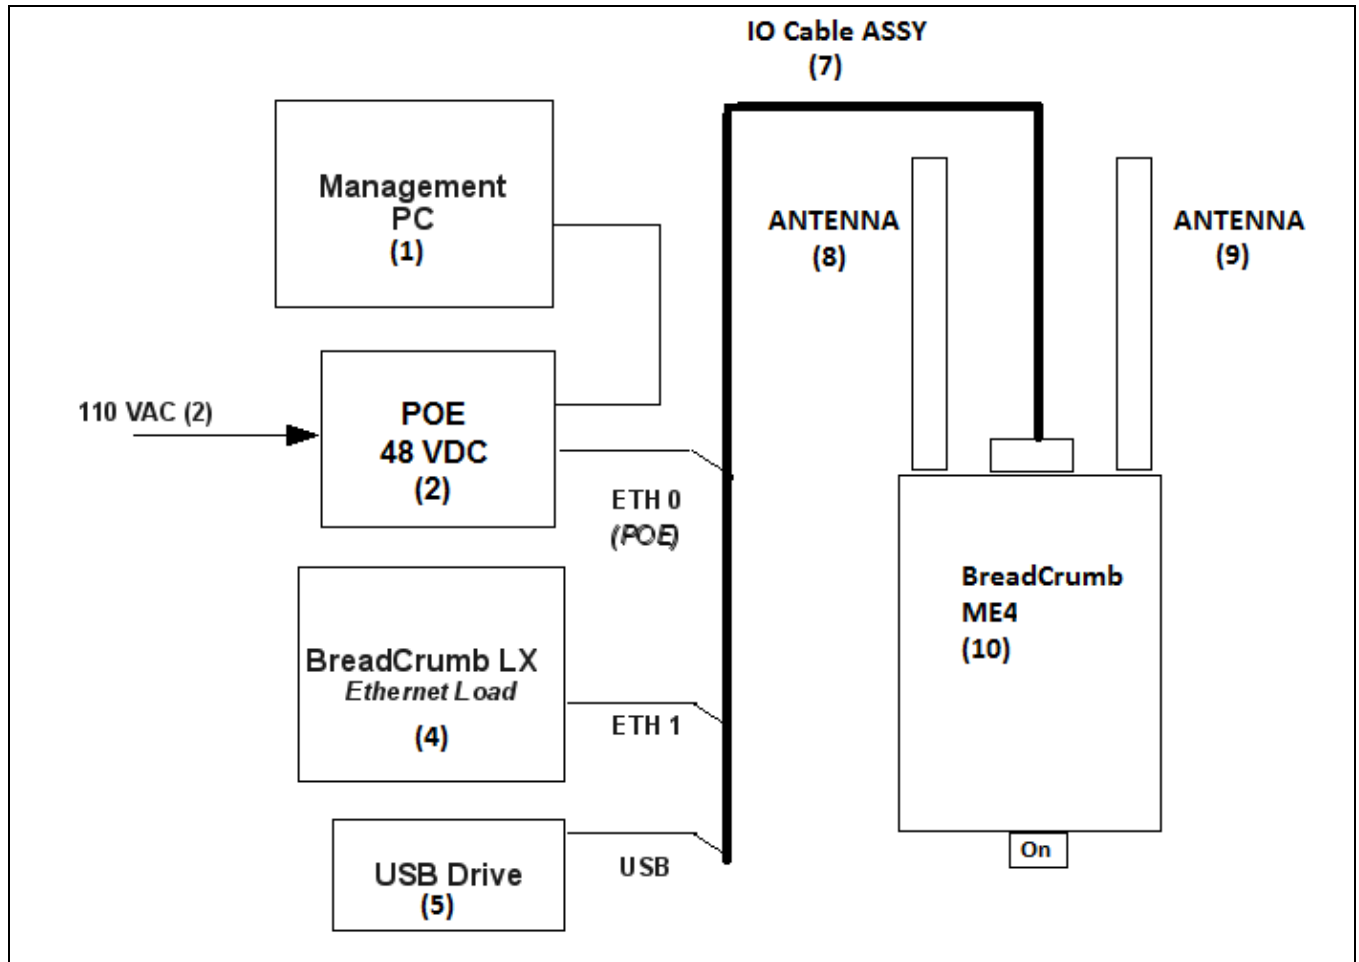 IO Cable ASSY
(7)
Management
PC
(1)
ANTENNA
(8)
ANTENNA
(9)
110 VAC (2)
POE
48 VDC
(2)
ETH 0
(POE)
BreadCrumb
ME4
(10)
BreadCrumb LX
Ethernet Load
(4)
ETH 1
On
USB Drive
(5)
USB